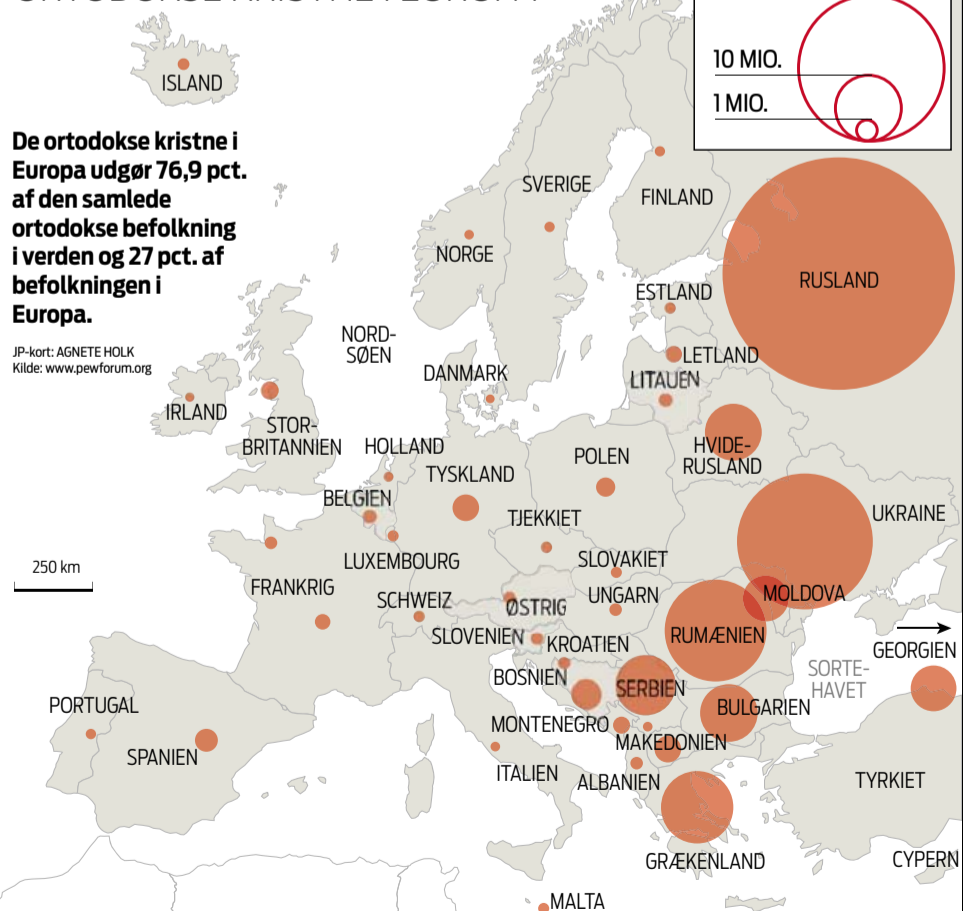 10 MIO.
1 MIO.
ISLAND
De ortodokse kristne i
Europa udgør 76,9 pct.
af den samlede
ortodokse befolkning
i verden og 27 pct. af
befolkningen i
Europa.
JP-kort: AGNETE HOLK
Kilde: www.pewforum.org
SVERIGE
FINLAND
NORGE
RUSLAND
ESTLAND
NORD-
SØEN
LETLAND
DANMARK
LITAUEN
IRLAND
STOR-
BRITANNIEN
HOLLAND
HVIDE-
RUSLAND
POLEN
TYSKLAND
BELGIEN
UKRAINE
TJEKKIET
LUXEMBOURG
SLOVAKIET
250 km
FRANKRIG
SCHWEIZ
ØSTRIG
UNGARN
MOLDOVA
SLOVENIEN
KROATIEN
RUMÆNIEN
GEORGIEN
SORTE-
HAVET
BOSNIEN
SERBIEN
PORTUGAL
BULGARIEN
MONTENEGRO
MAKEDONIEN
SPANIEN
ITALIEN
ALBANIEN
TYRKIET
GRÆKENLAND
CYPERN
MALTA